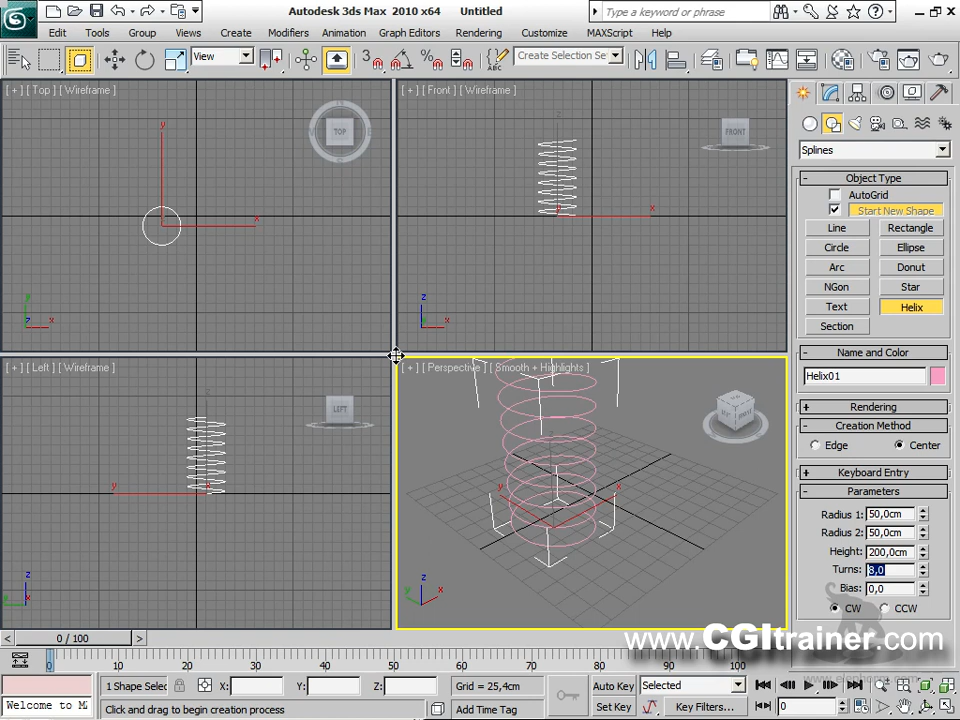 Autodesk 3ds Max 2010 x64 Untitled
Type a keyword or phrase
Edit Tools Group Views Create Modifiers Animation Graph Editors Rendering Customize MAXScript Help
View
3
Create Selection Se
[ + ] [ Top ] [ Wireframe ]
TOP
[ + ] [ Front ] [ Wireframe ]
FRONT
[ + ] [ Left ] [ Wireframe ]
LEFT
[ + ] [ Perspective ] [ Smooth + Highlights ]
Splines
- Object Type
AutoGrid
Start New Shape
Line Rectangle
Circle Ellipse
Arc Donut
NGon Star
Text Helix
Section
- Name and Color
Helix01
+ Rendering
- Creation Method
Edge Center
+ Keyboard Entry
- Parameters
Radius 1: 50,0cm
Radius 2: 50,0cm
Height: 200,0cm
Turns: 8,0
Bias: 0,0
CW CCW
www.CGItrainer.com
< 0 / 100 >
0 10 20 30 40 50 60 70 80 90 100
1 Shape Selec X: Y: Z: Grid = 25,4cm Auto Key Selected
Welcome to MA Click and drag to begin creation process Add Time Tag Set Key Key Filters... 0